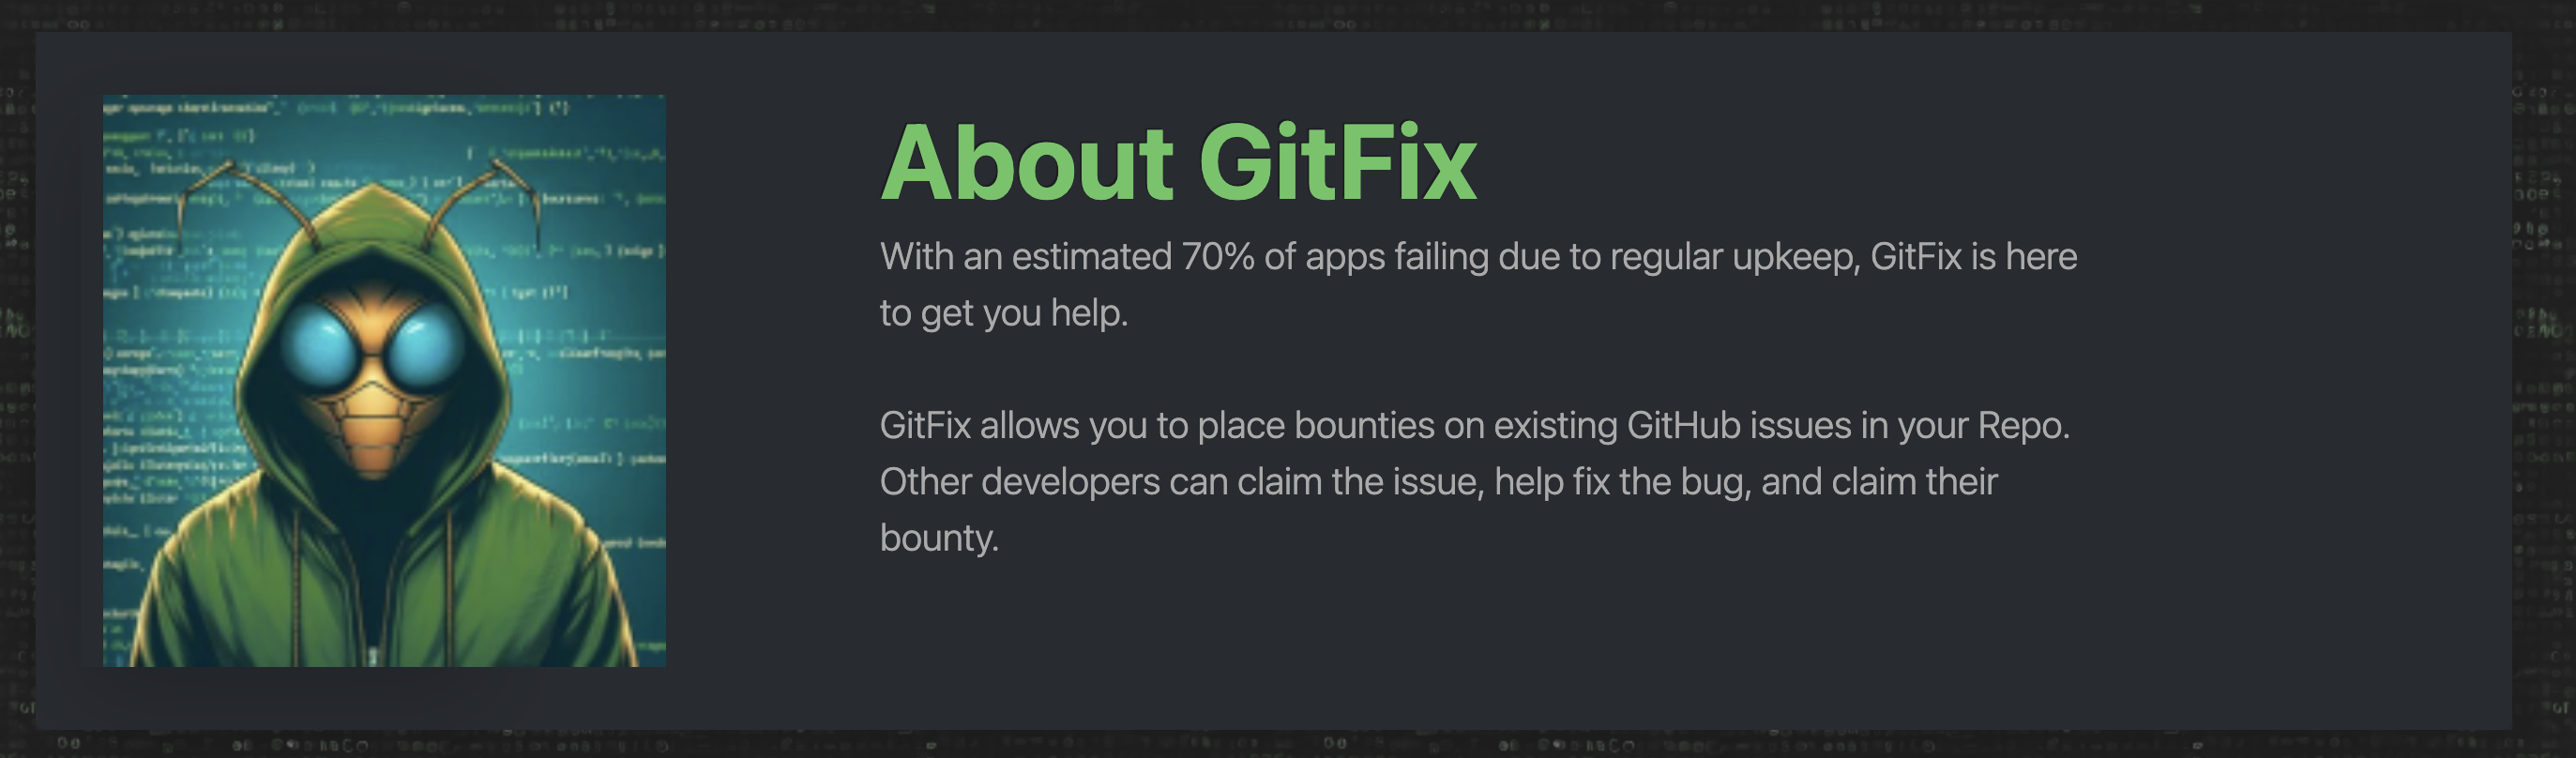 About GitFix
With an estimated 70% of apps failing due to regular upkeep, GitFix is here
to get you help.
GitFix allows you to place bounties on existing GitHub issues in your Repo.
Other developers can claim the issue, help fix the bug, and claim their
bounty.